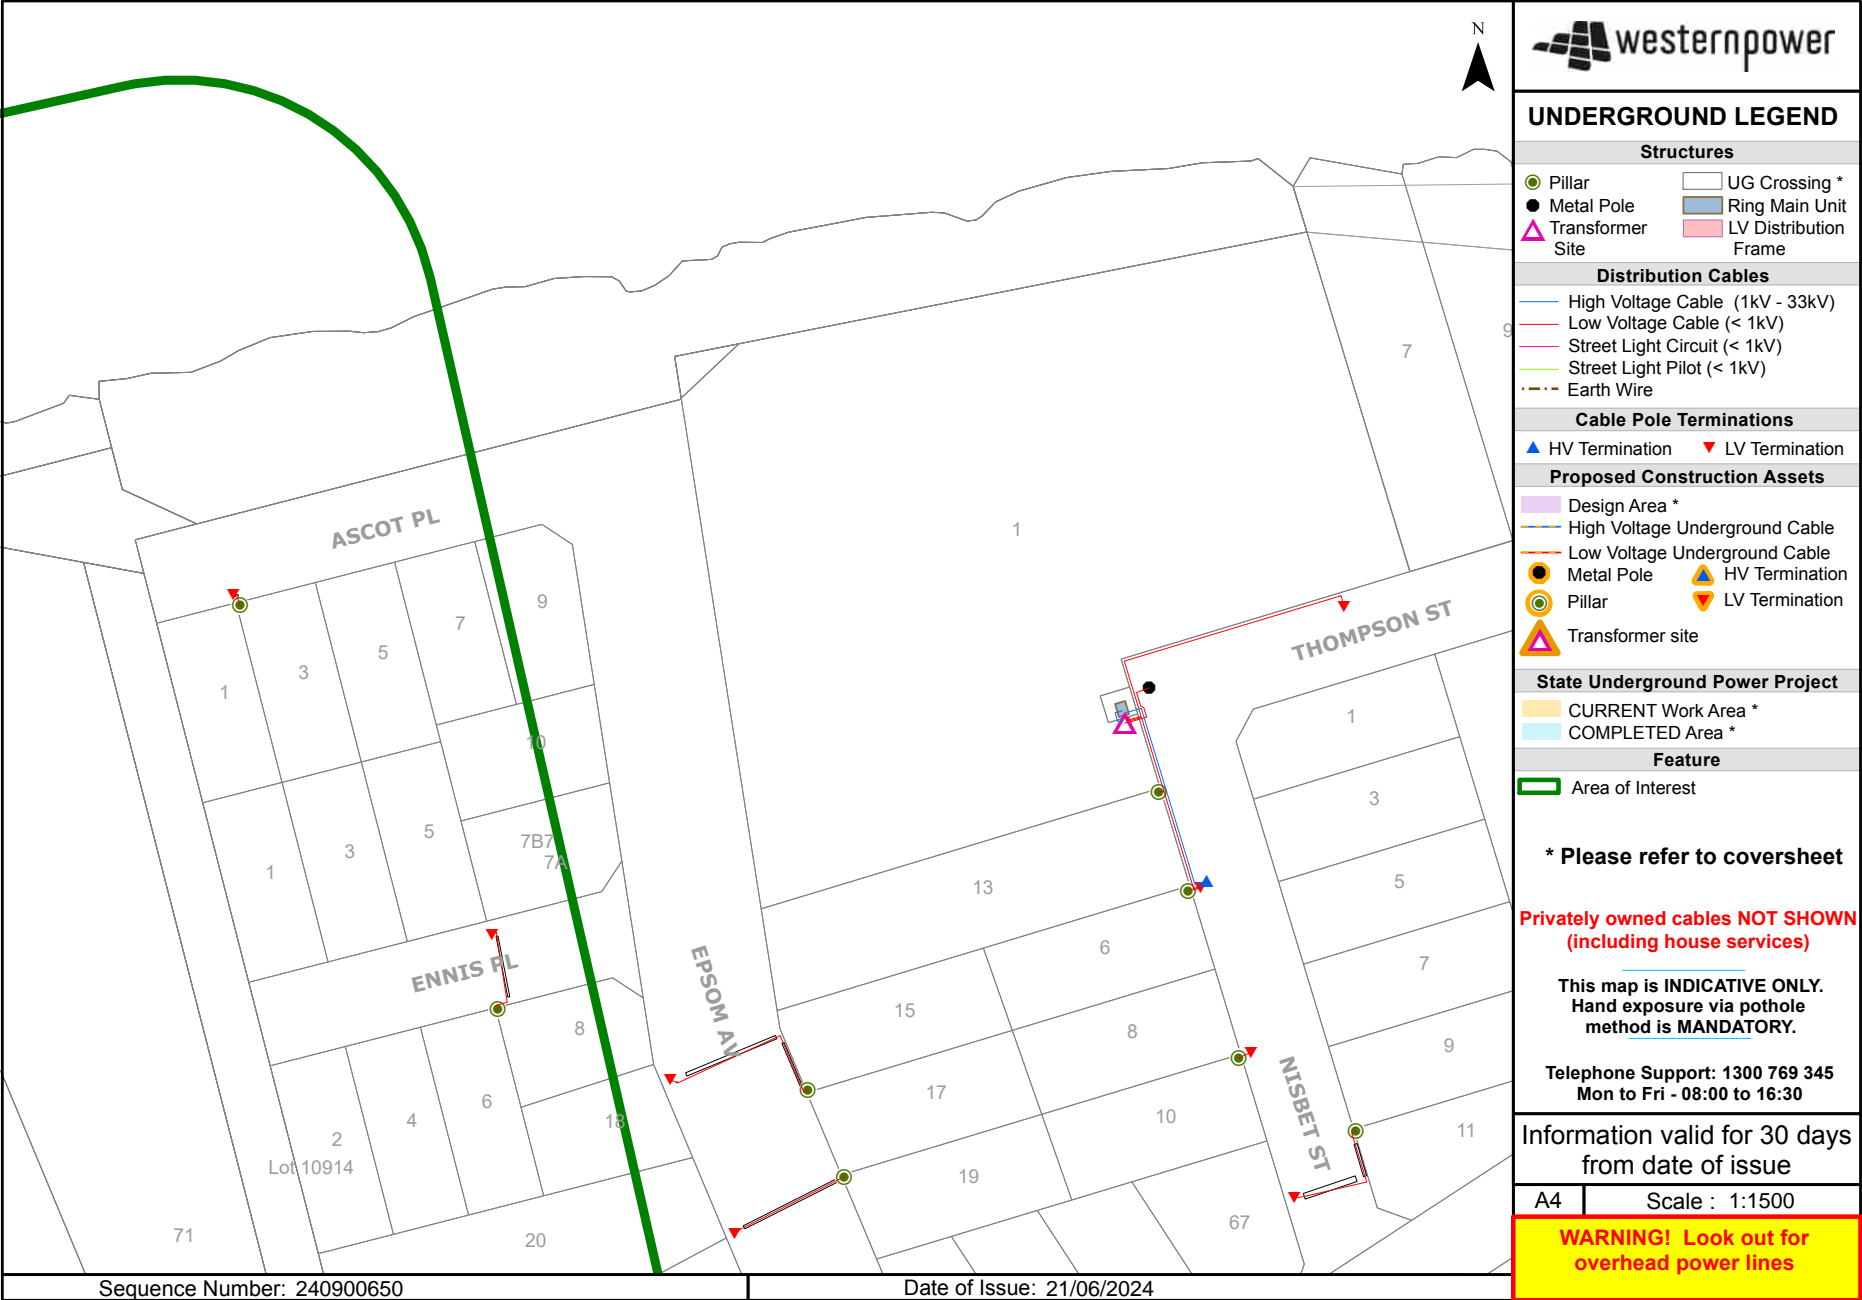 N
ASCOT PL
1
3
5
7
9
10
1
3
5
7B7
7A
ENNIS PL
2
Lot 10914
4
6
8
18
20
71
EPSOM AV
1
7
9
THOMPSON ST
13
15
17
19
6
8
10
67
NISBET ST
1
3
5
7
9
11
westernpower
UNDERGROUND LEGEND
Structures
Pillar
UG Crossing *
Metal Pole
Ring Main Unit
Transformer
Site
LV Distribution
Frame
Distribution Cables
High Voltage Cable (1kV - 33kV)
Low Voltage Cable (< 1kV)
Street Light Circuit (< 1kV)
Street Light Pilot (< 1kV)
Earth Wire
Cable Pole Terminations
HV Termination
LV Termination
Proposed Construction Assets
Design Area *
High Voltage Underground Cable
Low Voltage Underground Cable
Metal Pole
HV Termination
Pillar
LV Termination
Transformer site
State Underground Power Project
CURRENT Work Area *
COMPLETED Area *
Feature
Area of Interest
* Please refer to coversheet
Privately owned cables NOT SHOWN
(including house services)
This map is INDICATIVE ONLY.
Hand exposure via pothole
method is MANDATORY.
Telephone Support: 1300 769 345
Mon to Fri - 08:00 to 16:30
Information valid for 30 days
from date of issue
A4
Scale : 1:1500
WARNING! Look out for
overhead power lines
Sequence Number: 240900650
Date of Issue: 21/06/2024